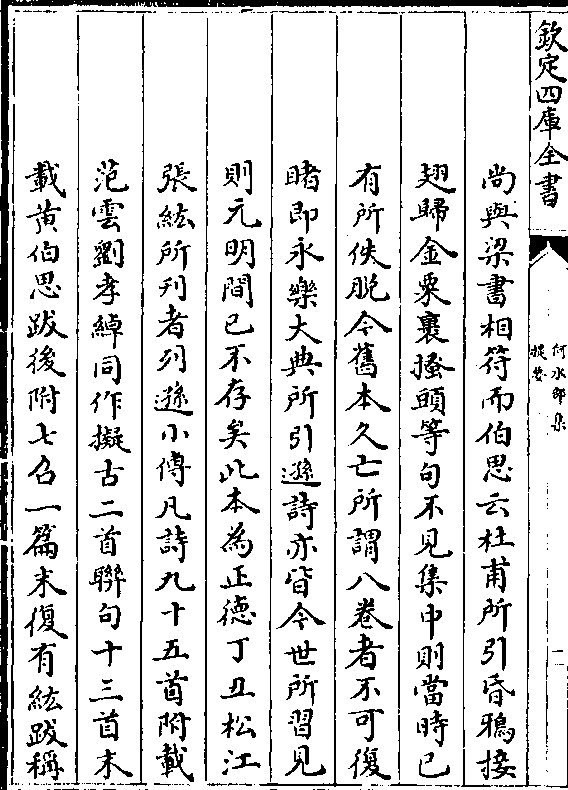 欽定四庫全書
何水部集
提要
二
尚與梁書相符而伯思云杜甫所引昏鴉接
翅歸金粟裹搔頭等句不見集中則當時已
有所佚脫今舊本久亡所謂八卷者不可復
睹即永樂大典所引遜詩亦皆今世所習見
則元明間已不存矣此本為正德丁丑松江
張紘所刊者列遜小傳凡詩九十五首附載
范雲劉孝綽同作擬古二首聯句十三首末
載黄伯思跋後附七召一篇末復有紘跋稱